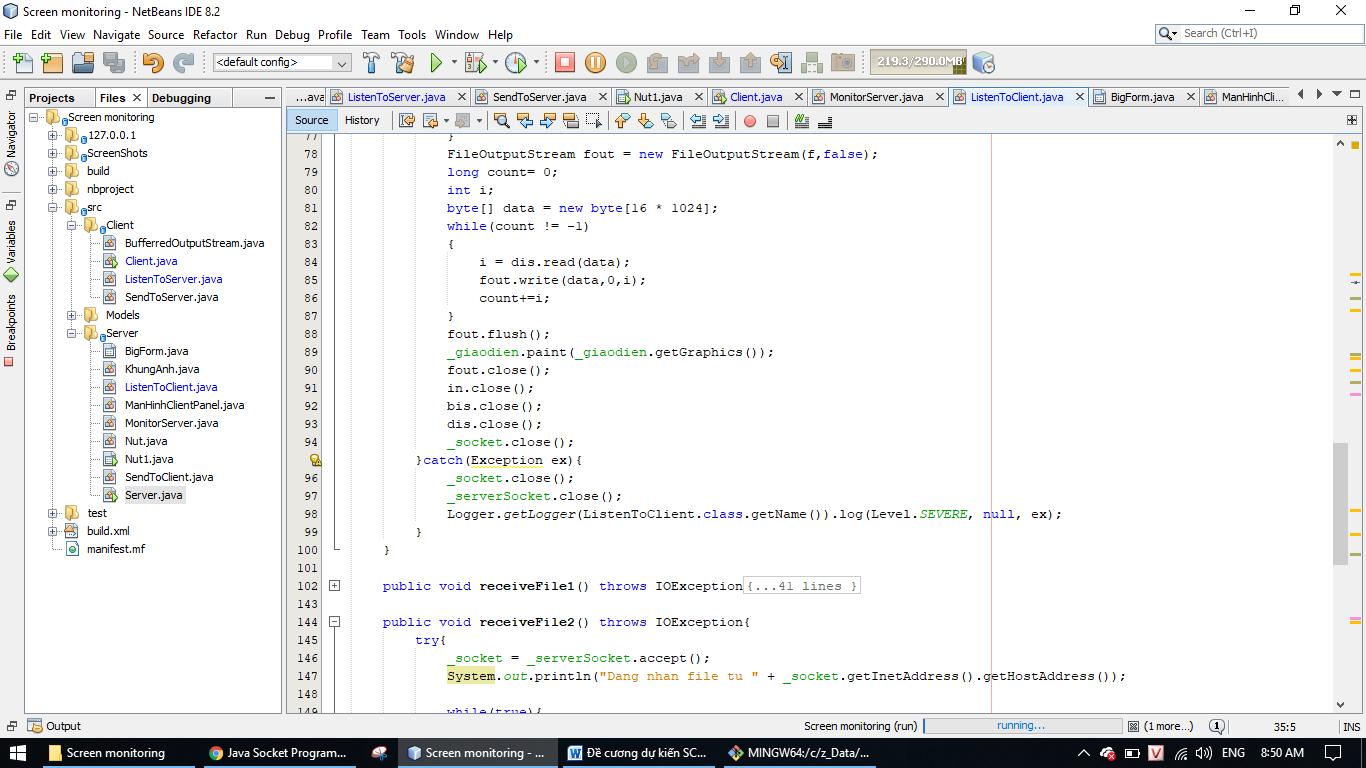 Screen monitoring - NetBeans IDE 8.2
File Edit View Navigate Source Refactor Run Debug Profile Team Tools Window Help
Search (Ctrl+I)
<default config>
219.3/290.0MB
Projects Files Debugging
...ava ListenToServer.java SendToServer.java Nut1.java Client.java MonitorServer.java ListenToClient.java BigForm.java ManHinhCli...
Source History
Navigator
Variables
Breakpoints
Screen monitoring
127.0.0.1
ScreenShots
build
nbproject
src
Client
BufferredOutputStream.java
Client.java
ListenToServer.java
SendToServer.java
Models
Server
BigForm.java
KhungAnh.java
ListenToClient.java
ManHinhClientPanel.java
MonitorServer.java
Nut.java
Nut1.java
SendToClient.java
Server.java
test
build.xml
manifest.mf
77 }
78 FileOutputStream fout = new FileOutputStream(f,false);
79 long count= 0;
80 int i;
81 byte[] data = new byte[16 * 1024];
82 while(count != -1)
83 {
84 i = dis.read(data);
85 fout.write(data,0,i);
86 count+=i;
87 }
88 fout.flush();
89 _giaodien.paint(_giaodien.getGraphics());
90 fout.close();
91 in.close();
92 bis.close();
93 dis.close();
94 _socket.close();
}catch(Exception ex){
96 _socket.close();
97 _serverSocket.close();
98 Logger.getLogger(ListenToClient.class.getName()).log(Level.SEVERE, null, ex);
99 }
100 }
101
102 public void receiveFile1() throws IOException{...41 lines }
143
144 public void receiveFile2() throws IOException{
145 try{
146 _socket = _serverSocket.accept();
147 System.out.println("Dang nhan file tu " + _socket.getInetAddress().getHostAddress());
148
149 while(true){
Output
Screen monitoring (run) running... (1 more...) 1 35:5 INS
Screen monitoring
Java Socket Program...
Screen monitoring - ...
Đề cương dự kiến SC...
MINGW64:/c/z_Data/...
V ENG 8:50 AM